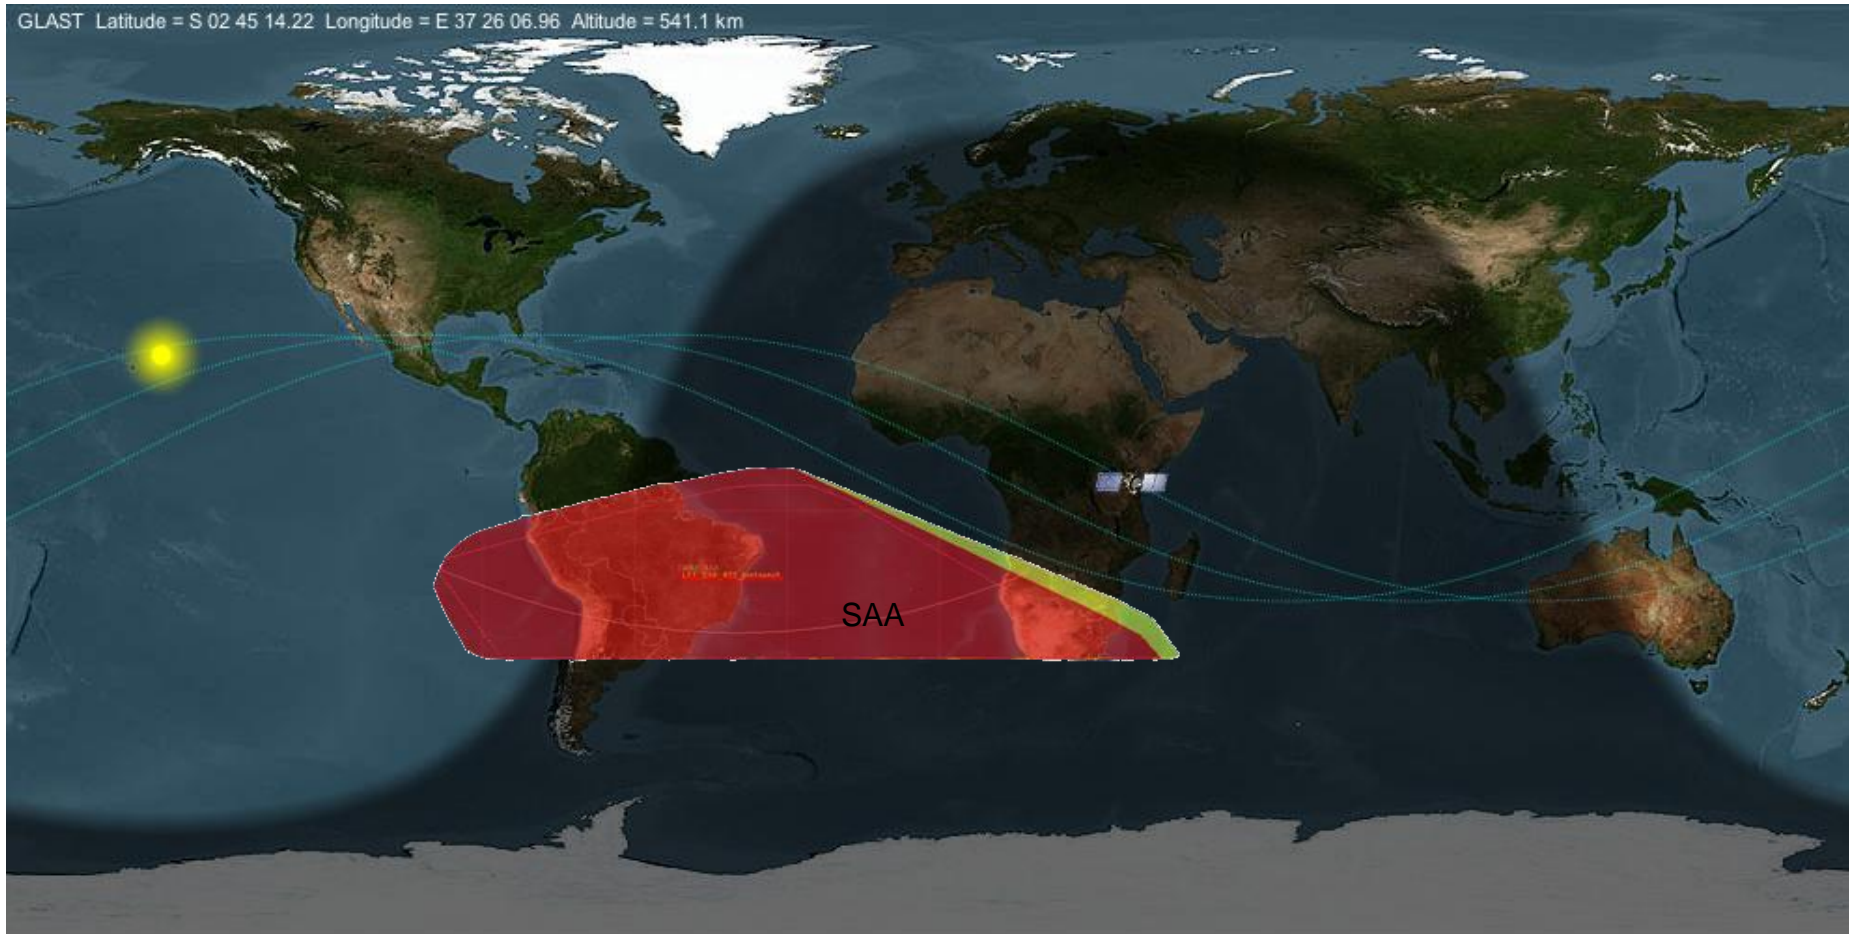 GLAST Latitude = S 02 45 14.22 Longitude = E 37 26 06.96 Altitude = 541.1 km
SAA